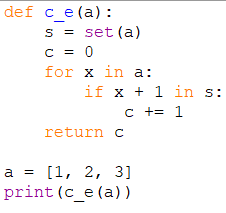 def c_e(a):
    s = set(a)
    c = 0
    for x in a:
        if x + 1 in s:
            c += 1
    return c

a = [1, 2, 3]
print(c_e(a))